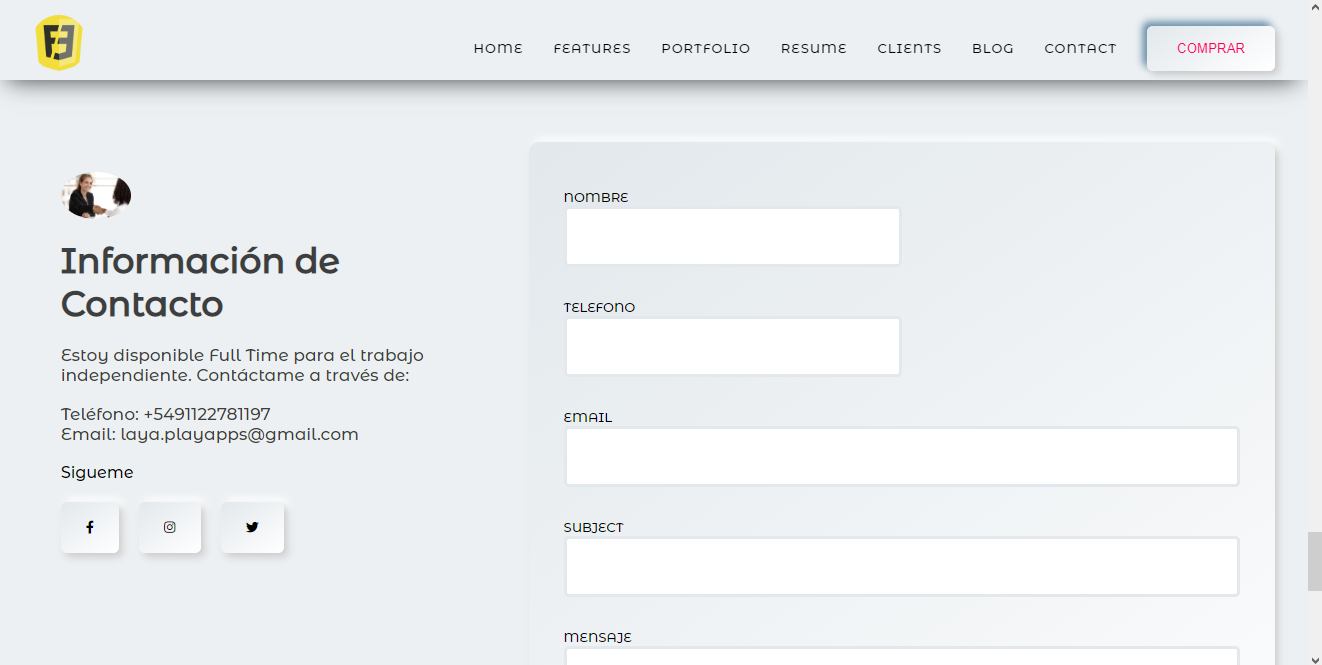 HOME FEATURES PORTFOLIO RESUME CLIENTS BLOG CONTACT COMPRAR
Información de
Contacto
Estoy disponible Full Time para el trabajo
independiente. Contáctame a través de:
Teléfono: +5491122781197
Email: laya.playapps@gmail.com
Sigueme
NOMBRE
TELEFONO
EMAIL
SUBJECT
MENSAJE